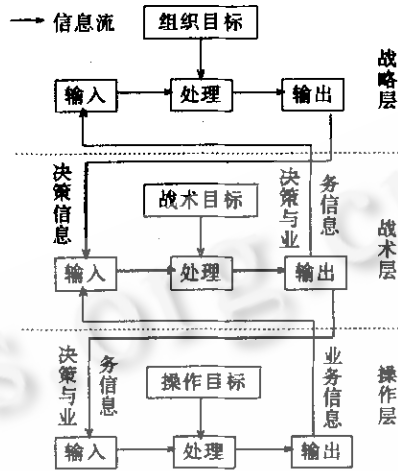 信息流
组织目标
输入
处理
输出
战略层
决策信息
战术目标
决策与业
务信息
输入
处理
输出
战术层
决策与业
务信息
操作目标
业务信息
输入
处理
输出
操作层